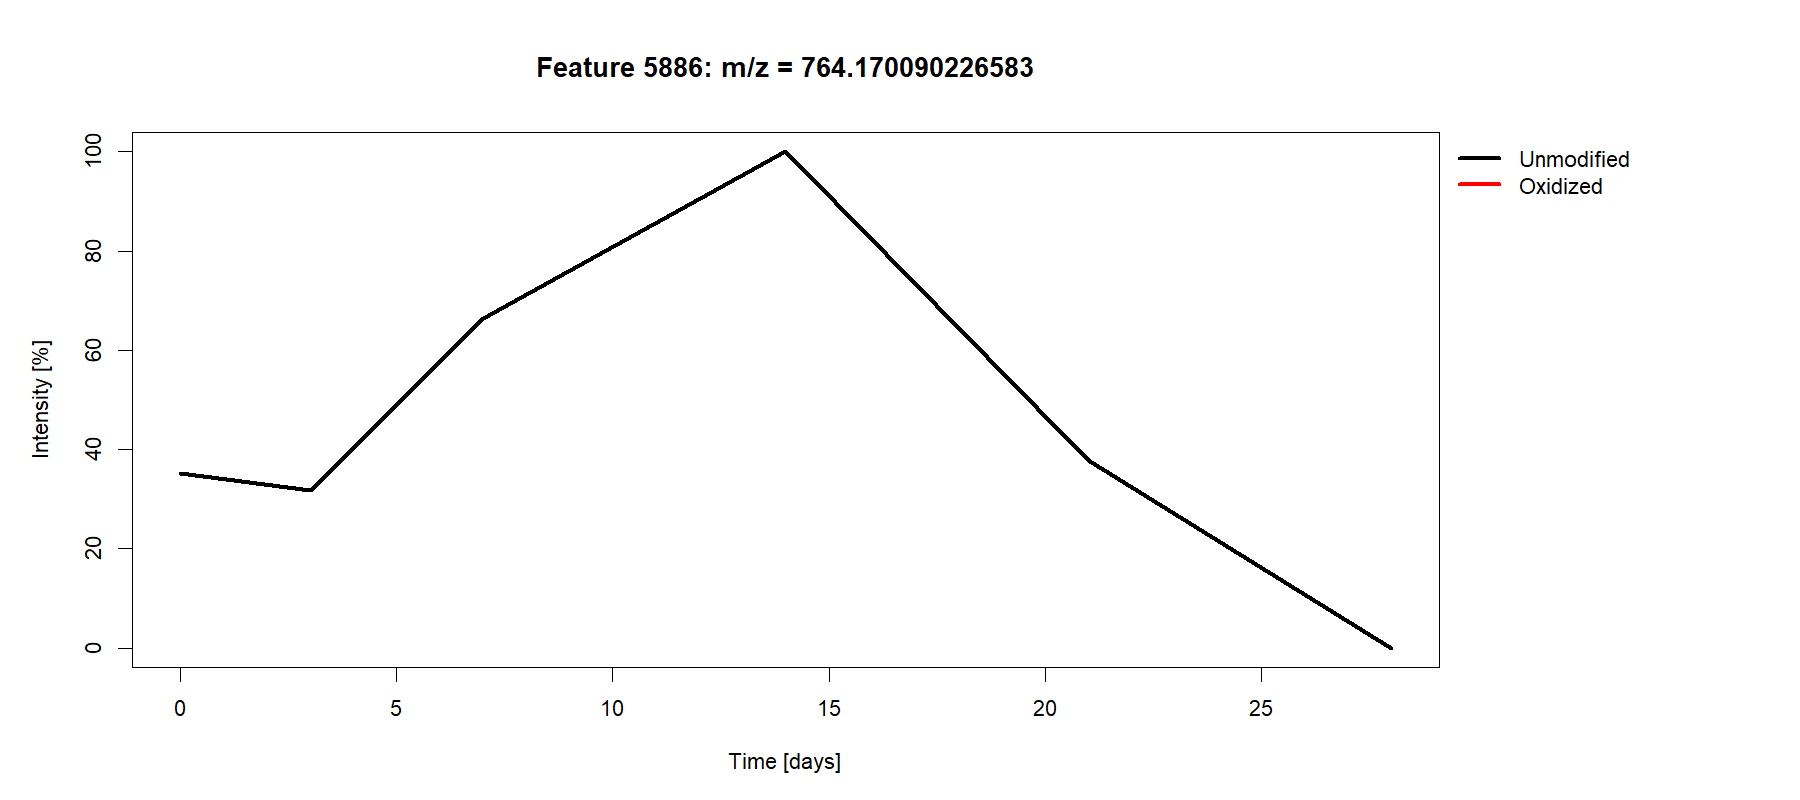 Feature 5886: m/z = 764.170090226583
Unmodified
Oxidized
Intensity [%]
100
80
60
40
20
0
0 5 10 15 20 25
Time [days]